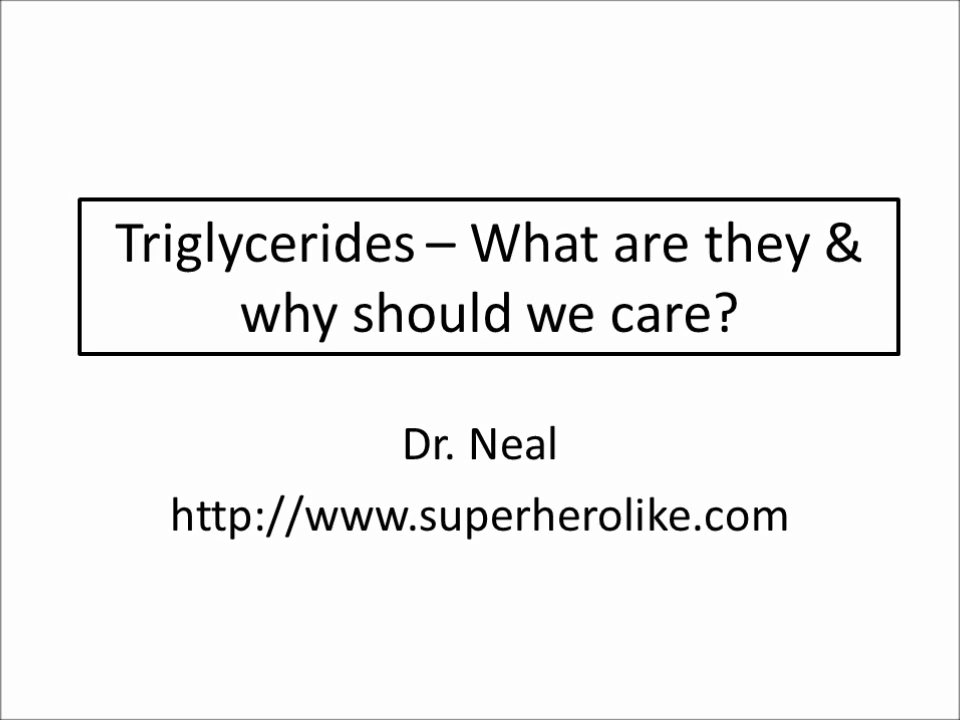 Triglycerides – What are they &
why should we care?
Dr. Neal
http://www.superherolike.com